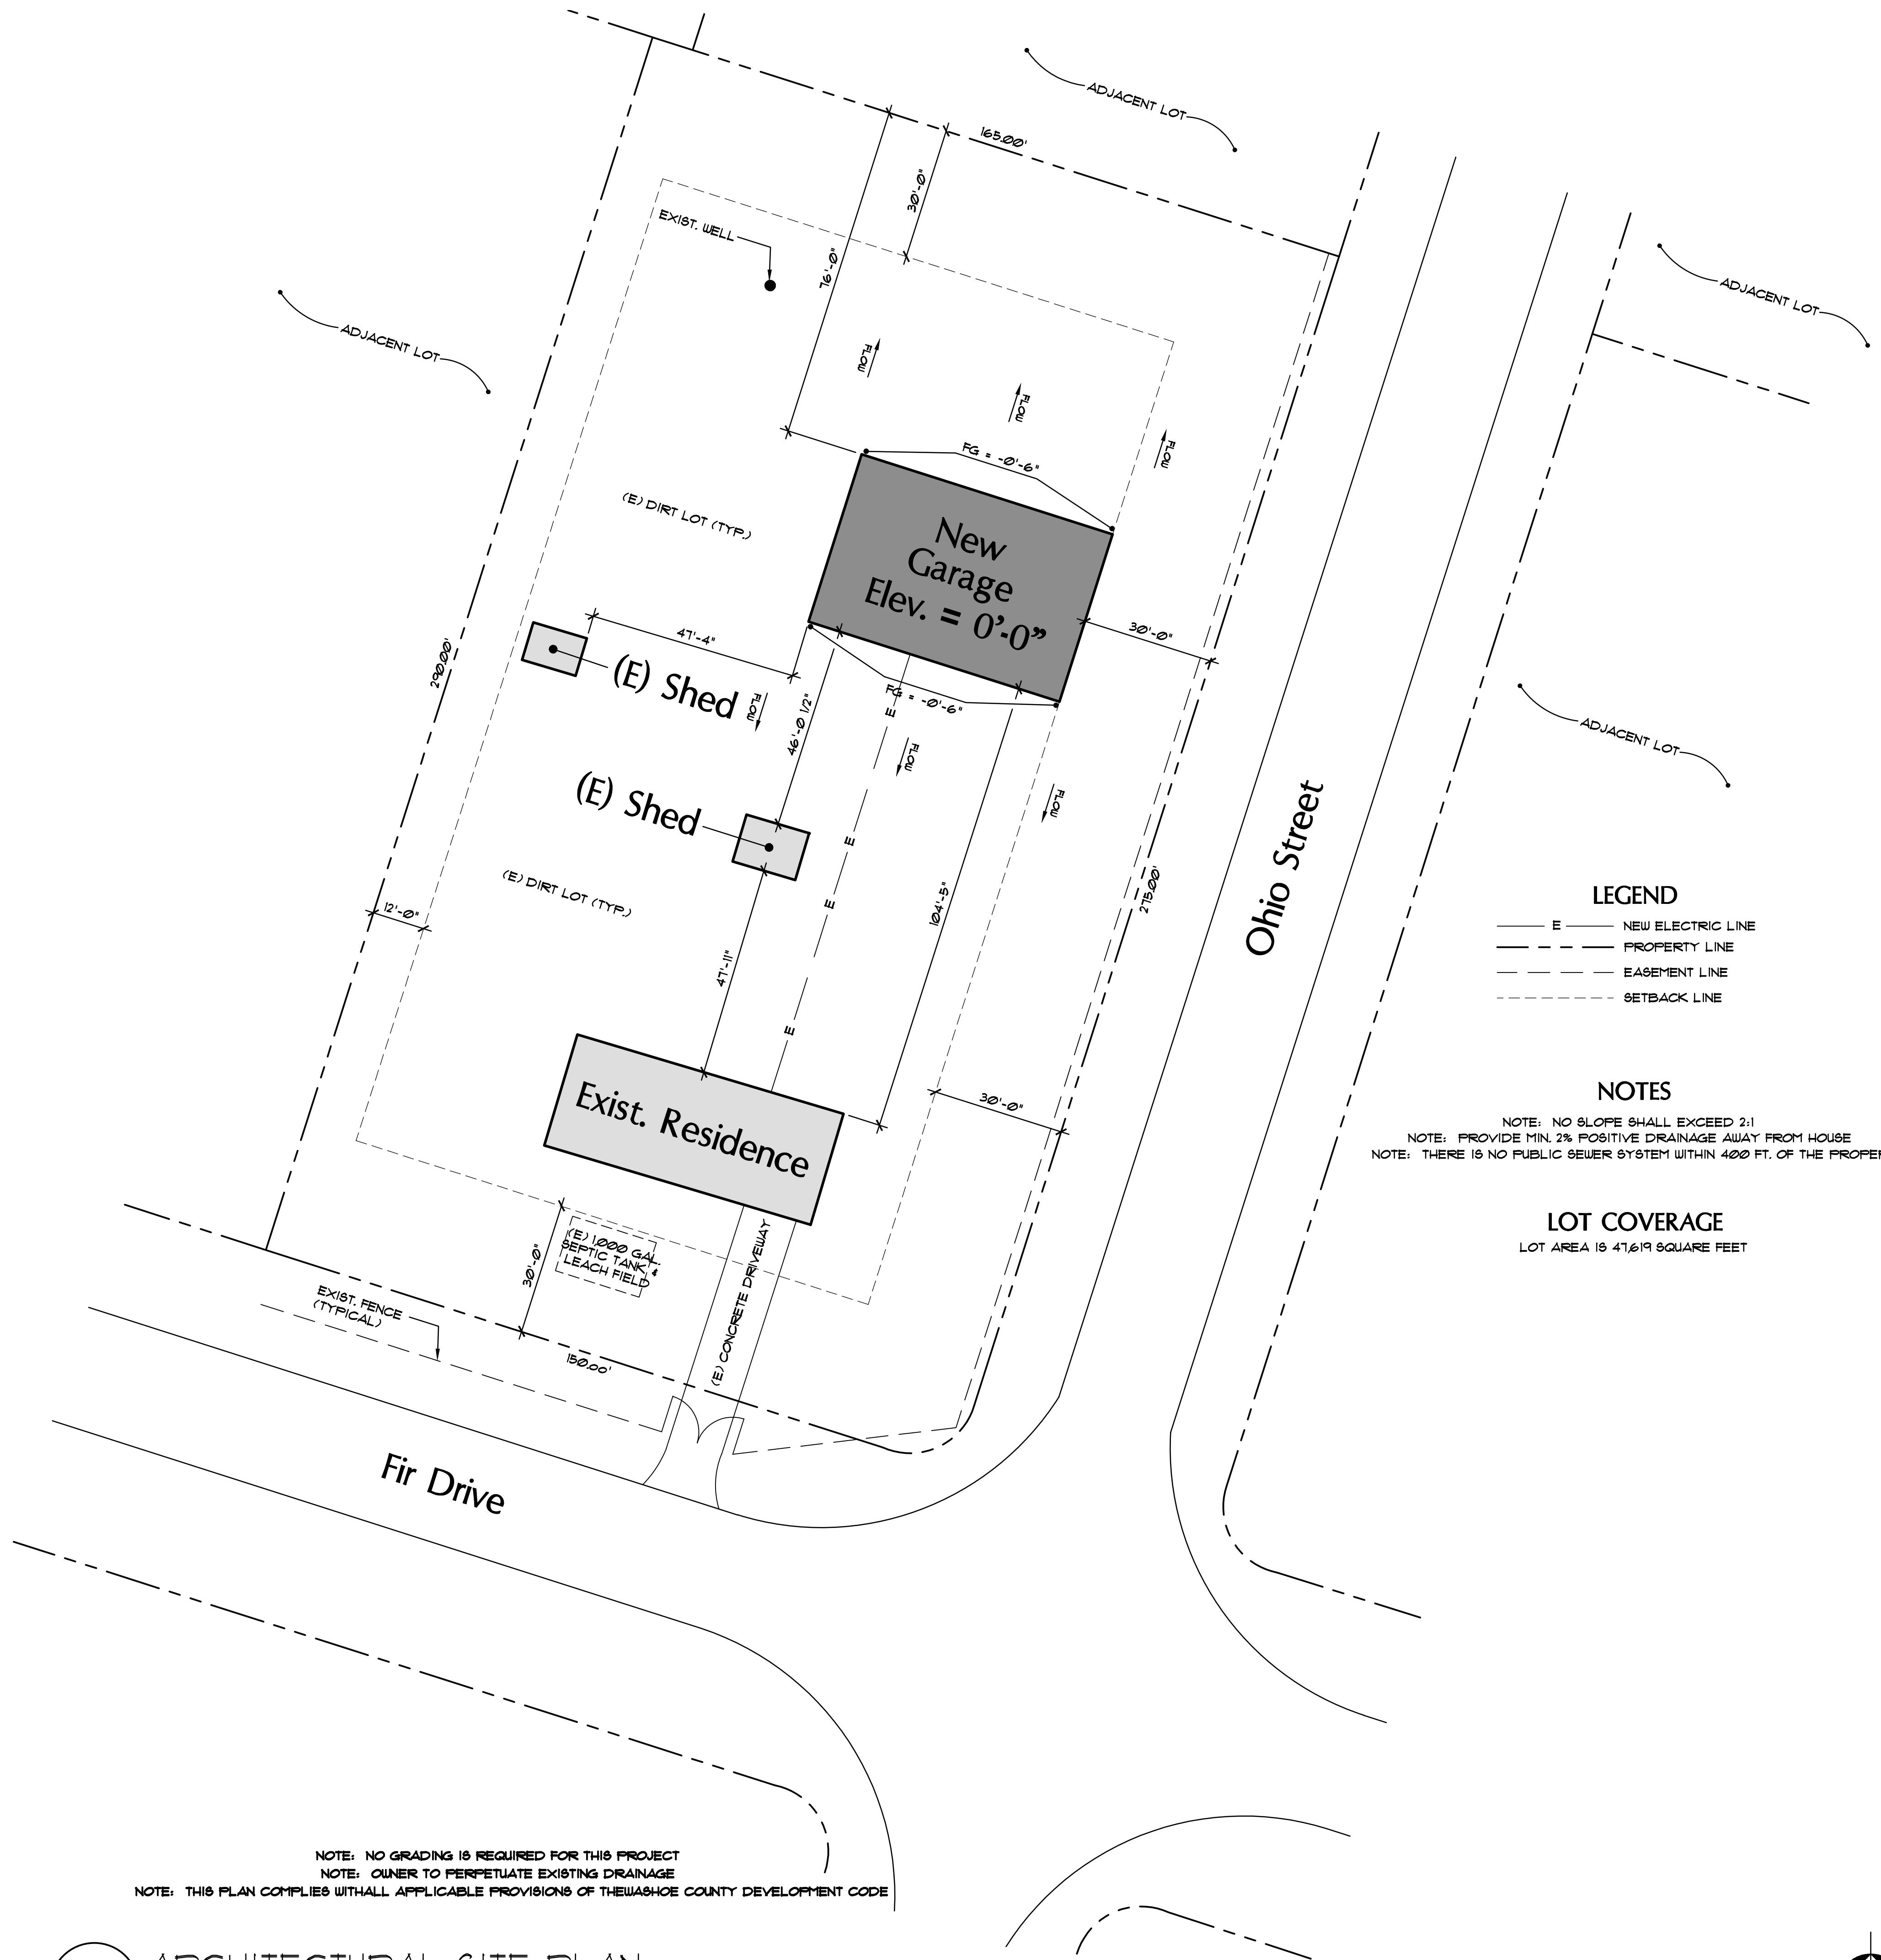 ADJACENT LOT
165.00'
30'-0"
76'-0"
EXIST. WELL
ADJACENT LOT
ADJACENT LOT
FLOW
FLOW
FLOW
FG = -0'-6"
(E) DIRT LOT (TYP.)
New
Garage
Elev. = 0'-0"
30'-0"
47'-4"
290.00'
(E) Shed
FLOW
46'-0 1/2"
FG = -0'-6"
E
FLOW
FLOW
ADJACENT LOT
(E) Shed
E
E
E
104'-5"
275.00'
Ohio Street
(E) DIRT LOT (TYP.)
12'-0"
47'-11"
30'-0"
Exist. Residence
(E) 1,000 GAL.
SEPTIC TANK &
LEACH FIELD
30'-0"
(E) CONCRETE DRIVEWAY
EXIST. FENCE
(TYPICAL)
150.00'
Fir Drive
LEGEND
E NEW ELECTRIC LINE
PROPERTY LINE
EASEMENT LINE
SETBACK LINE
NOTES
NOTE: NO SLOPE SHALL EXCEED 2:1
NOTE: PROVIDE MIN. 2% POSITIVE DRAINAGE AWAY FROM HOUSE
NOTE: THERE IS NO PUBLIC SEWER SYSTEM WITHIN 400 FT. OF THE
LOT COVERAGE
LOT AREA IS 47,619 SQUARE FEET
NOTE: NO GRADING IS REQUIRED FOR THIS PROJECT
NOTE: OWNER TO PERPETUATE EXISTING DRAINAGE
NOTE: THIS PLAN COMPLIES WITHALL APPLICABLE PROVISIONS OF THEWASHOE COUNTY DEVELOPMENT CODE
ARCHITECTURAL SITE PLAN